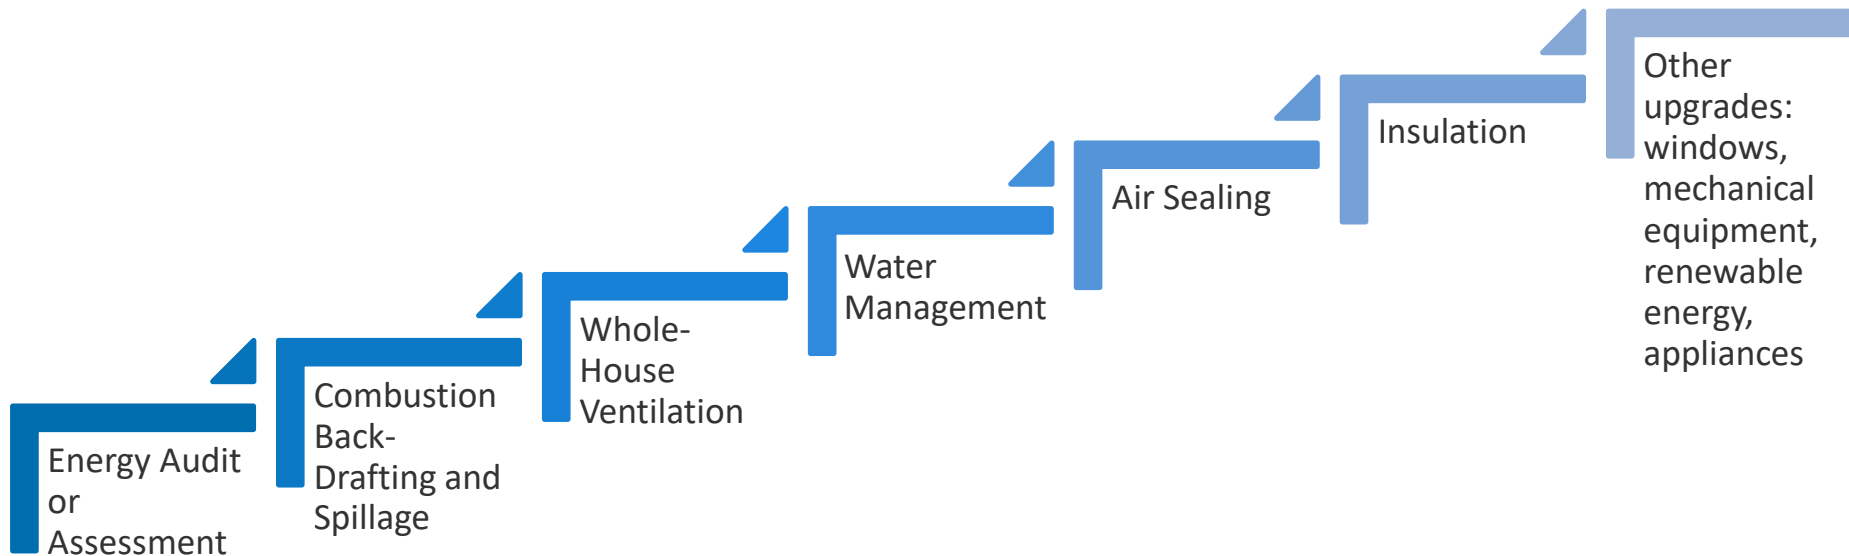 Energy Audit
or
Assessment
Combustion
Back-
Drafting and
Spillage
Whole-
House
Ventilation
Water
Management
Air Sealing
Insulation
Other
upgrades:
windows,
mechanical
equipment,
renewable
energy,
appliances